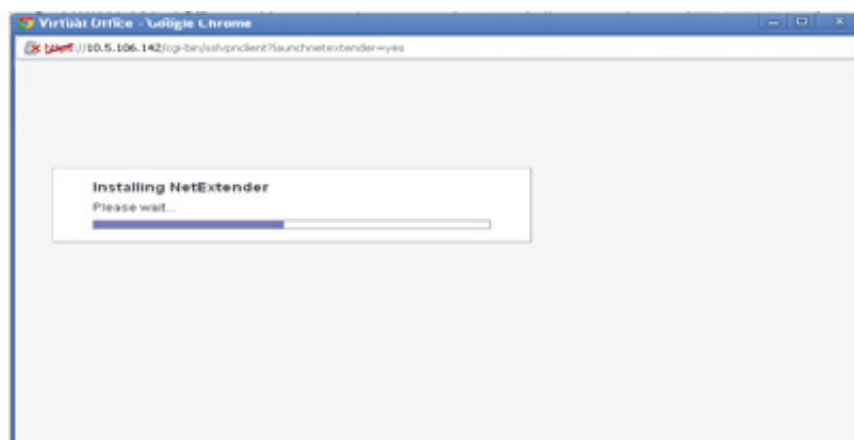 Virtual Office - Google Chrome
https://10.5.106.142/cgi-bin/sslvpnclient?launchnetextender=yes
Installing NetExtender
Please wait...